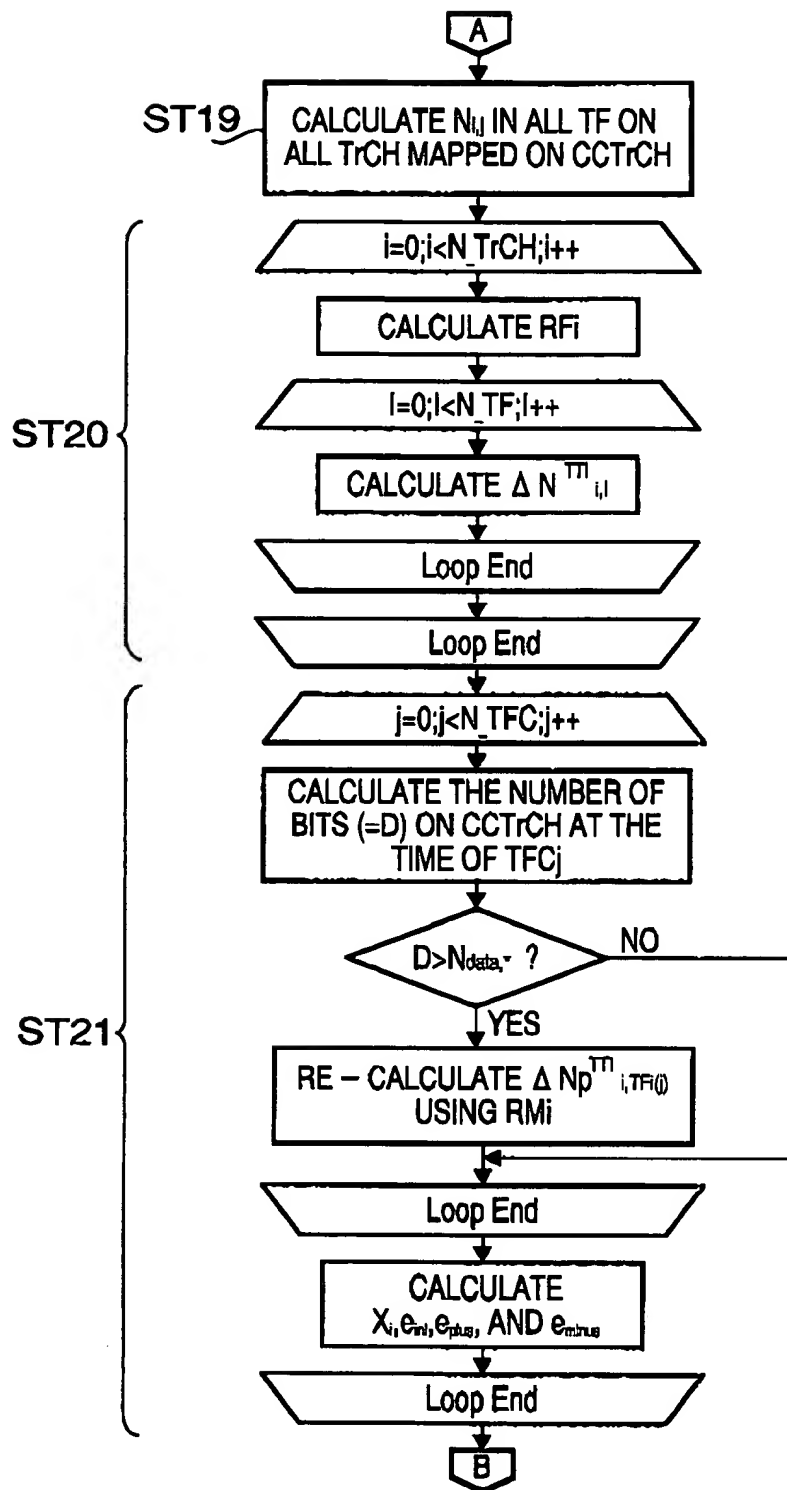 A
ST19
CALCULATE Ni,j IN ALL TF ON
ALL TrCH MAPPED ON CCTrCH
i=0;i<N_TrCH;i++
CALCULATE RFi
ST20
l=0;l<N_TF;l++
CALCULATE Δ N TTI i,l
Loop End
Loop End
j=0;j<N_TFC;j++
CALCULATE THE NUMBER OF
BITS (=D) ON CCTrCH AT THE
TIME OF TFCj
D>Ndata,* ?
NO
ST21
YES
RE – CALCULATE Δ Np TTI i,TFi(j)
USING RMi
Loop End
CALCULATE
Xi,eini,eplus, AND eminus
Loop End
B